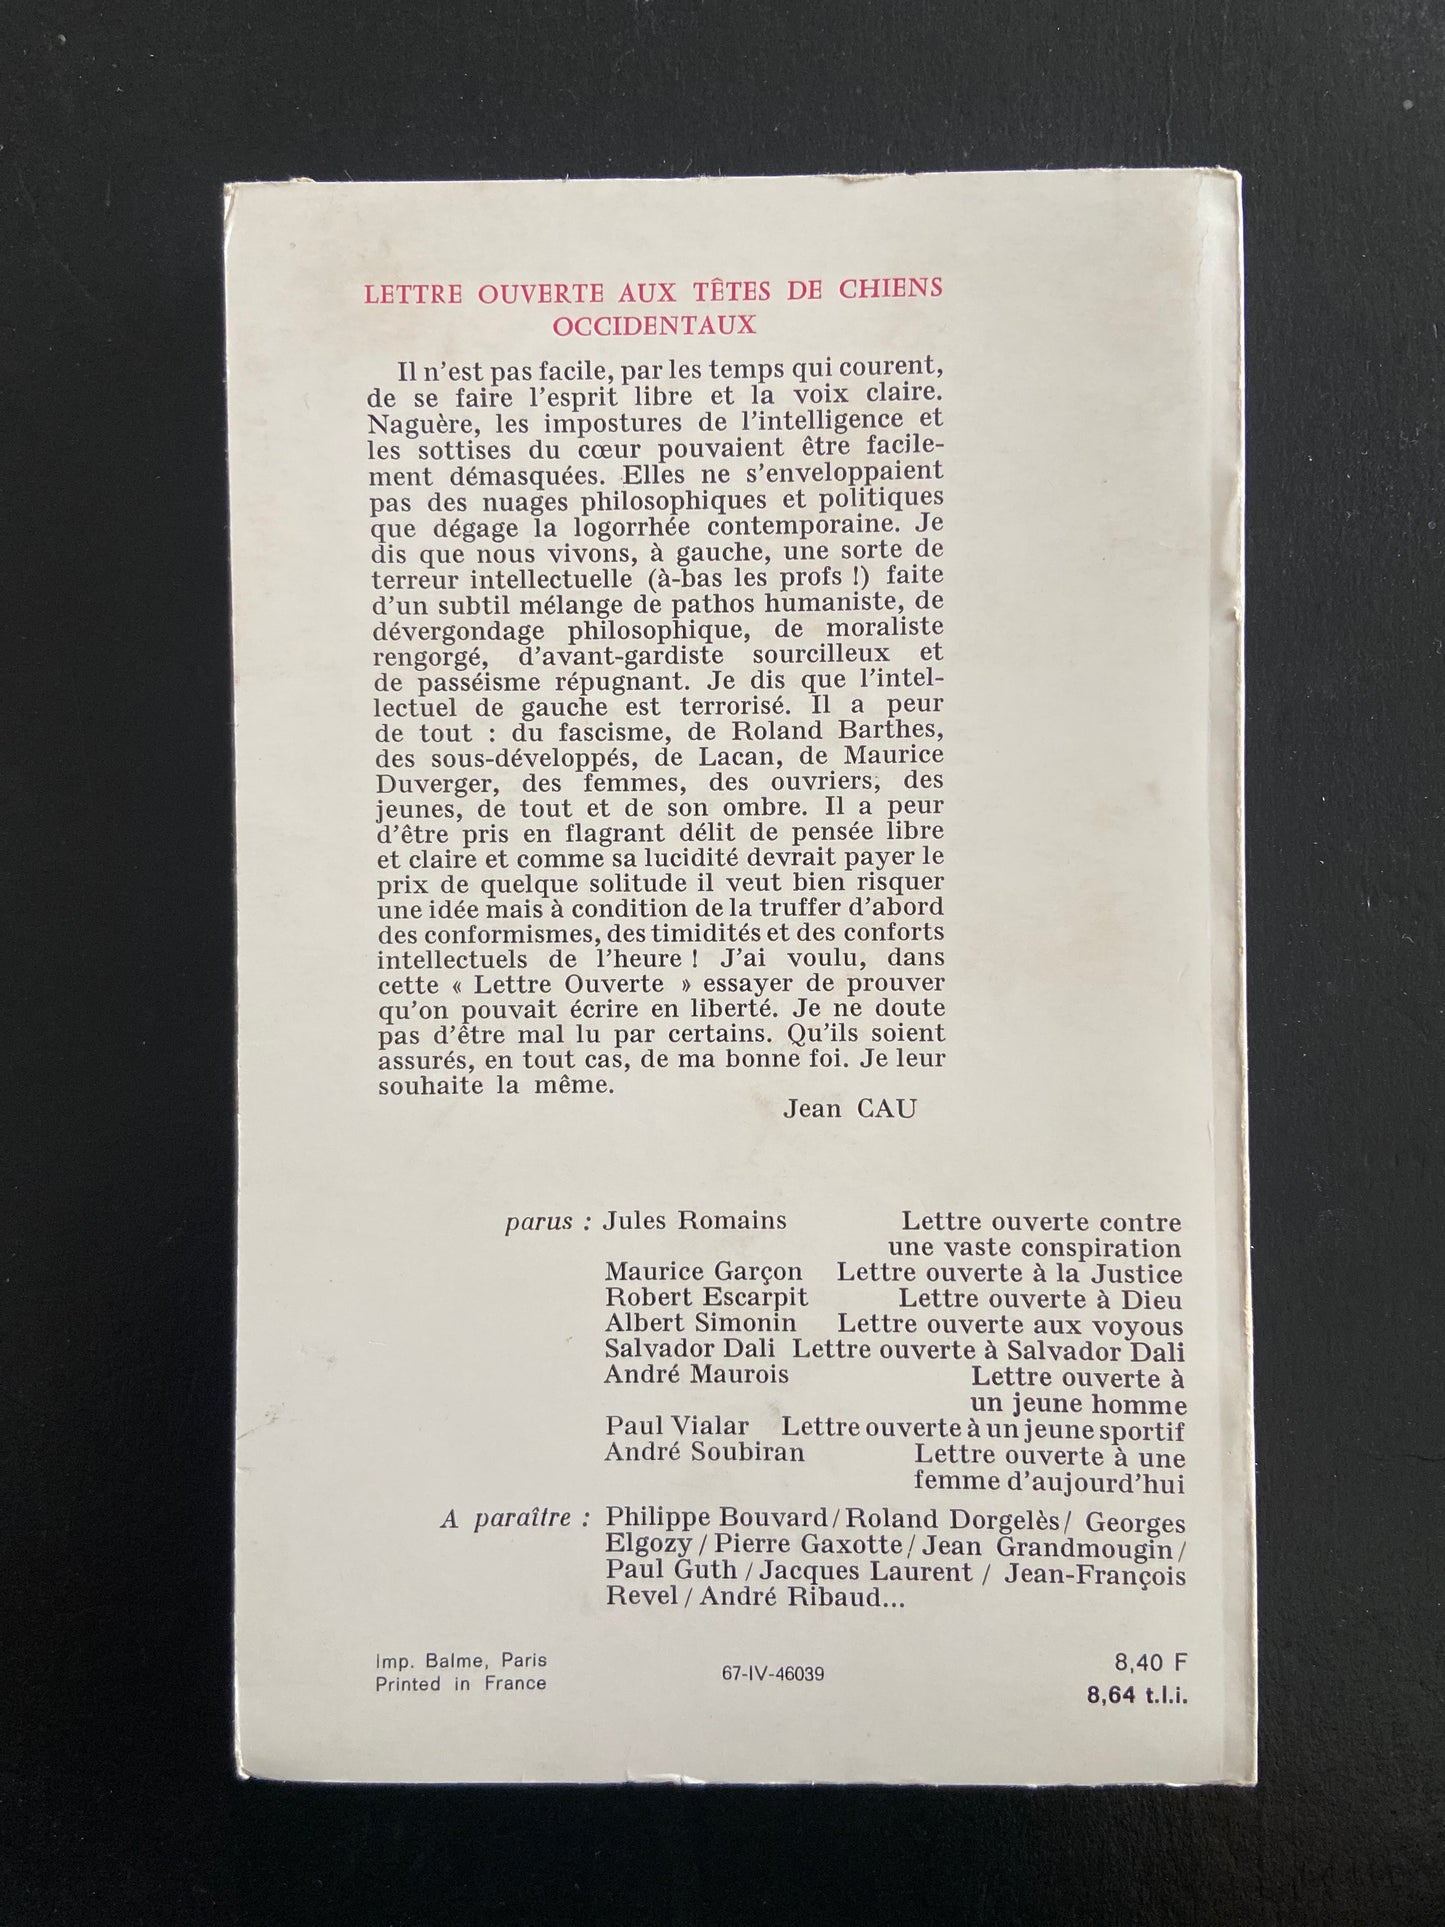 LETTRE OUVERTE AUX TÊTES DE CHIENS
OCCIDENTAUX
Il n'est pas facile, par les temps qui courent,
de se faire l'esprit libre et la voix claire.
Naguère, les impostures de l'intelligence et
les sottises du cœur pouvaient être facile-
ment démasquées. Elles ne s'enveloppaient
pas des nuages philosophiques et politiques
que dégage la logorrhée contemporaine. Je
dis que nous vivons, à gauche, une sorte de
terreur intellectuelle (à-bas les profs !) faite
d'un subtil mélange de pathos humaniste, de
dévergondage philosophique, de moraliste
rengorgé, d'avant-gardiste sourcilleux et
de passéisme répugnant. Je dis que l'intel-
lectuel de gauche est terrorisé. Il a peur
de tout : du fascisme, de Roland Barthes,
des sous-développés, de Lacan, de Maurice
Duverger, des femmes, des ouvriers, des
jeunes, de tout et de son ombre. Il a peur
d'être pris en flagrant délit de pensée libre
et claire et comme sa lucidité devrait payer le
prix de quelque solitude il veut bien risquer
une idée mais à condition de la truffer d'abord
des conformismes, des timidités et des conforts
intellectuels de l'heure ! J'ai voulu, dans
cette « Lettre Ouverte » essayer de prouver
qu'on pouvait écrire en liberté. Je ne doute
pas d'être mal lu par certains. Qu'ils soient
assurés, en tout cas, de ma bonne foi. Je leur
souhaite la même.
Jean CAU
parus : Jules Romains Lettre ouverte contre
une vaste conspiration
Maurice Garçon Lettre ouverte à la Justice
Robert Escarpit Lettre ouverte à Dieu
Albert Simonin Lettre ouverte aux voyous
Salvador Dali Lettre ouverte à Salvador Dali
André Maurois Lettre ouverte à
un jeune homme
Paul Vialar Lettre ouverte à un jeune sportif
André Soubiran Lettre ouverte à une
femme d'aujourd'hui
A paraître : Philippe Bouvard / Roland Dorgelès / Georges
Elgozy / Pierre Gaxotte / Jean Grandmougin /
Paul Guth / Jacques Laurent / Jean-François
Revel / André Ribaud...
Imp. Balme, Paris 67-IV-46039 8,40 F
Printed in France 8,64 t.l.i.